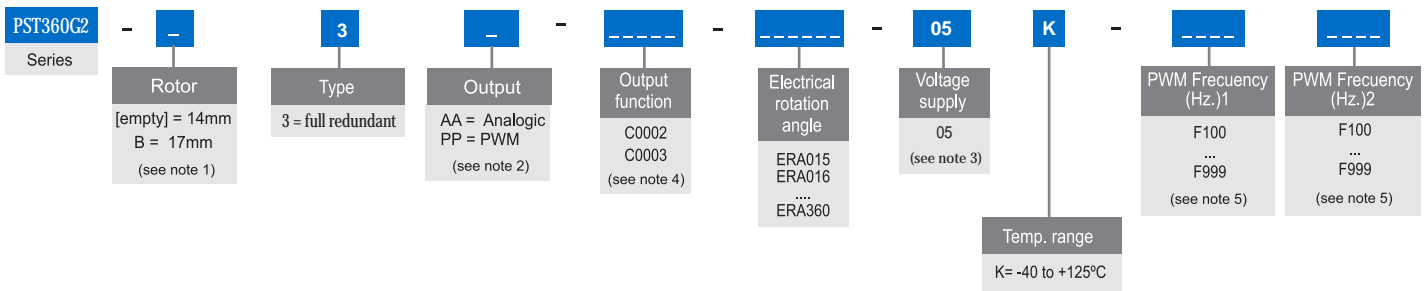 PST360G2 - _ 3 _ - _ _ _ _ _ - _ _ _ _ _ _ - 05 K - _ _ _ _ _ _ _ _
Series
Rotor
[empty] = 14mm
B = 17mm
(see note 1)
Type
3 = full redundant
Output
AA = Analogic
PP = PWM
(see note 2)
Output
function
C0002
C0003
(see note 4)
Electrical
rotation
angle
ERA015
ERA016
....
ERA360
Voltage
supply
05
(see note 3)
Temp. range
K= -40 to +125ºC
PWM Frecuency
(Hz.)1
F100
...
F999
(see note 5)
PWM Frecuency
(Hz.)2
F100
...
F999
(see note 5)